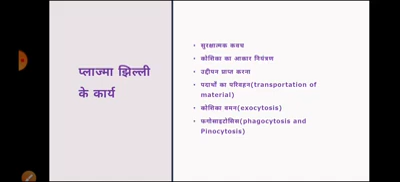 प्लाज्मा झिल्ली
के कार्य
सुरक्षात्मक कवच
कोशिका का आकार नियंत्रण
उद्दीपन प्राप्त करना
पदार्थों का परिवहन(transportation of
material)
कोशिका वमन(exocytosis)
फगोसाइटोसिस(phagocytosis and
Pinocytosis)